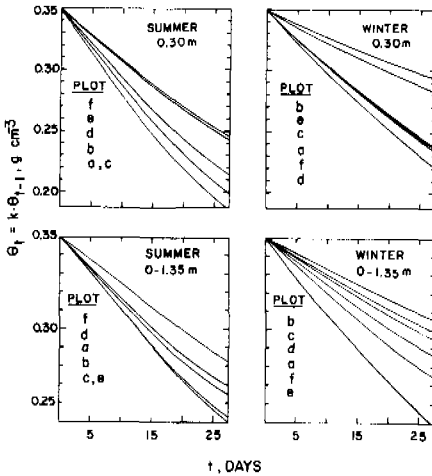 0.35
0.30
0.25
0.20
SUMMER
0.30m
PLOT
f
e
d
b
a,c
WINTER
0.30m
PLOT
b
e
c
a
f
d
θt = k·θt-1, g cm-3
0.35
0.30
0.25
SUMMER
0-1.35m
PLOT
f
d
a
b
c,e
5 15 25
WINTER
0-1.35m
PLOT
b
c
d
a
f
e
5 15 25
t, DAYS